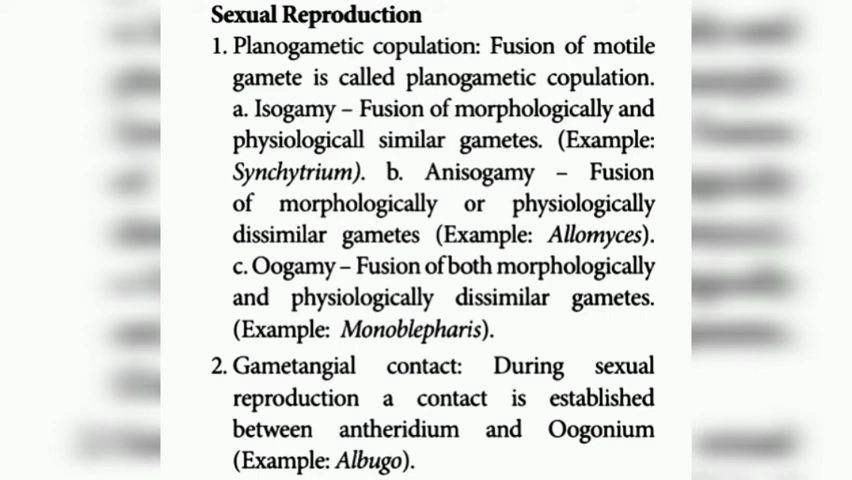 Sexual Reproduction
1. Planogametic copulation: Fusion of motile
gamete is called planogametic copulation.
a. Isogamy – Fusion of morphologically and
physiologicall similar gametes. (Example:
Synchytrium). b. Anisogamy – Fusion
of morphologically or physiologically
dissimilar gametes (Example: Allomyces).
c. Oogamy – Fusion of both morphologically
and physiologically dissimilar gametes.
(Example: Monoblepharis).
2. Gametangial contact: During sexual
reproduction a contact is established
between antheridium and Oogonium
(Example: Albugo).